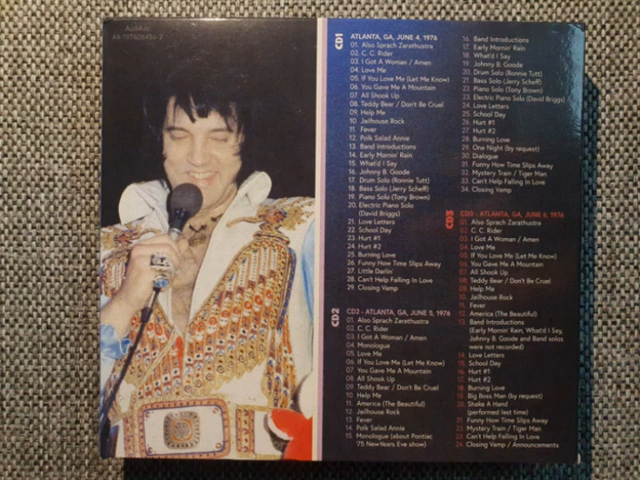 Audifon
AR-197606456-2
CD1
ATLANTA, GA, JUNE 4, 1976
01. Also Sprach Zarathustra
02. C. C. Rider
03. I Got A Woman / Amen
04. Love Me
05. If You Love Me (Let Me Know)
06. You Gave Me A Mountain
07. All Shook Up
08. Teddy Bear / Don't Be Cruel
09. Help Me
10. Jailhouse Rock
11. Fever
12. Polk Salad Annie
13. Band Introductions
14. Early Mornin' Rain
15. What'd I Say
16. Johnny B. Goode
17. Drum Solo (Ronnie Tutt)
18. Bass Solo (Jerry Scheff)
19. Piano Solo (Tony Brown)
20. Electric Piano Solo
(David Briggs)
21. Love Letters
22. School Day
23. Hurt #1
24. Hurt #2
25. Burning Love
26. Funny How Time Slips Away
27. Little Darlin'
28. Can't Help Falling In Love
29. Closing Vamp
CD2
CD2 - ATLANTA, GA, JUNE 5, 1976
01. Also Sprach Zarathustra
02. C. C. Rider
03. I Got A Woman / Amen
04. Monologue
05. Love Me
06. If You Love Me (Let Me Know)
07. You Gave Me A Mountain
08. All Shook Up
09. Teddy Bear / Don't Be Cruel
10. Help Me
11. America (The Beautiful)
12. Jailhouse Rock
13. Fever
14. Polk Salad Annie
15. Monologue (about Pontiac
'75 NewYears Eve show)
16. Band Introductions
17. Early Mornin' Rain
18. What'd I Say
19. Johnny B. Goode
20. Drum Solo (Ronnie Tutt)
21. Bass Solo (Jerry Scheff)
22. Piano Solo (Tony Brown)
23. Electric Piano Solo (David Briggs)
24. Love Letters
25. School Day
26. Hurt #1
27. Hurt #2
28. Burning Love
29. One Night (by request)
30. Dialogue
31. Funny How Time Slips Away
32. Mystery Train / Tiger Man
33. Can't Help Falling In Love
34. Closing Vamp
CD3
CD3 - ATLANTA, GA, JUNE 6, 1976
01. Also Sprach Zarathustra
02. C. C. Rider
03. I Got A Woman / Amen
04. Love Me
05. If You Love Me (Let Me Know)
06. You Gave Me A Mountain
07. All Shook Up
08. Teddy Bear / Don't Be Cruel
09. Help Me
10. Jailhouse Rock
11. Fever
12. America (The Beautiful)
13. Band Introductions
(Early Mornin' Rain, What'd I Say,
Johnny B. Goode and Band solos
were not recorded)
14. Love Letters
15. School Day
16. Hurt #1
17. Hurt #2
18. Burning Love
19. Big Boss Man (by request)
20. Shake A Hand
(performed last time)
21. Funny How Time Slips Away
22. Mystery Train / Tiger Man
23. Can't Help Falling In Love
24. Closing Vamp / Announcements